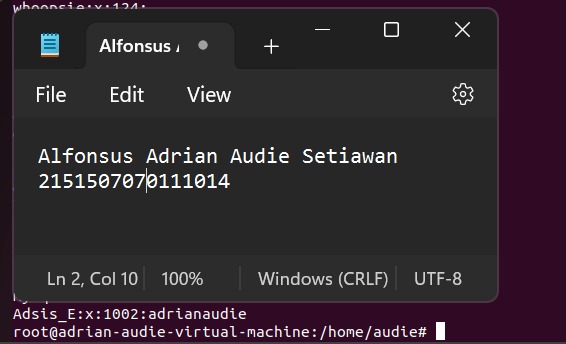 whoopsie:x:124:
Alfonsus
File Edit View
Alfonsus Adrian Audie Setiawan
2151507070111014
Ln 2, Col 10 100% Windows (CRLF) UTF-8
Adsis_E:x:1002:adrianaudie
root@adrian-audie-virtual-machine:/home/audie#